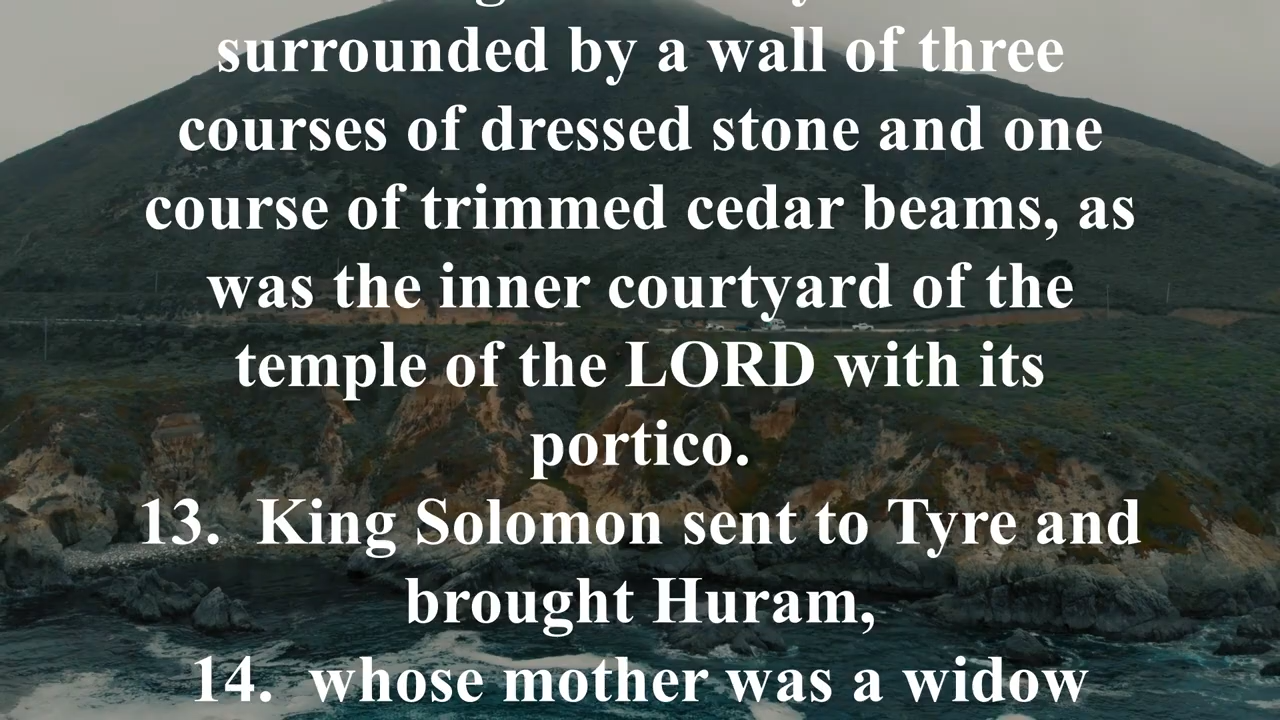 surrounded by a wall of three
courses of dressed stone and one
course of trimmed cedar beams, as
was the inner courtyard of the
temple of the LORD with its
portico.
13. King Solomon sent to Tyre and
brought Huram,
14. whose mother was a widow